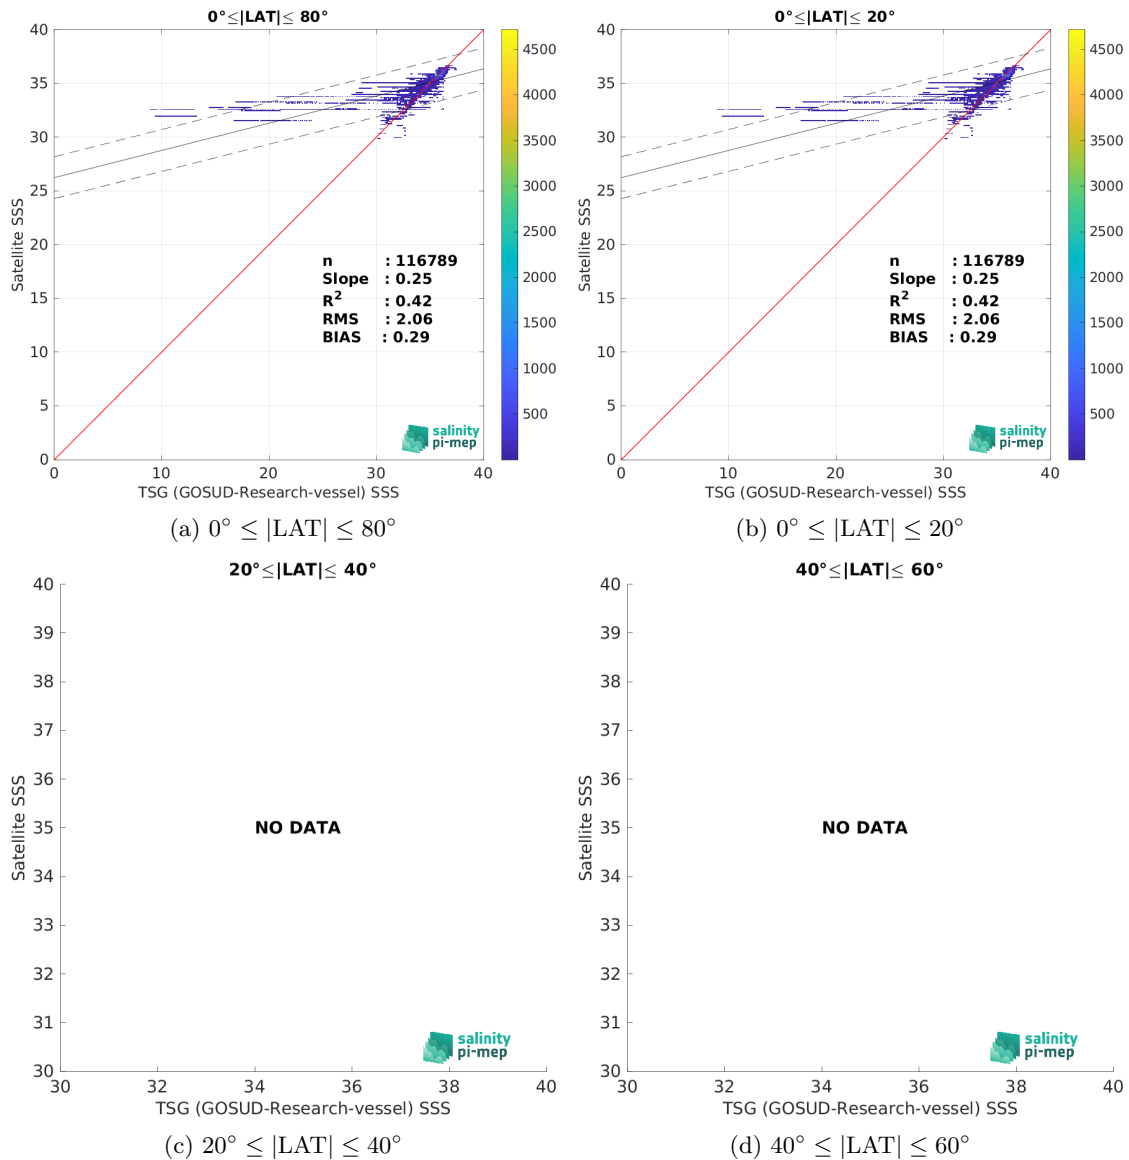 0°≤|LAT|≤ 80°
40
35
30
25
20
15
10
5
0
Satellite SSS
n : 116789
Slope : 0.25
R² : 0.42
RMS : 2.06
BIAS : 0.29
salinity
pi-mep
0 10 20 30 40
TSG (GOSUD-Research-vessel) SSS
4500
4000
3500
3000
2500
2000
1500
1000
500
(a) 0° ≤ |LAT| ≤ 80°
0°≤|LAT|≤ 20°
40
35
30
25
20
15
10
5
0
Satellite SSS
n : 116789
Slope : 0.25
R² : 0.42
RMS : 2.06
BIAS : 0.29
salinity
pi-mep
0 10 20 30 40
TSG (GOSUD-Research-vessel) SSS
4500
4000
3500
3000
2500
2000
1500
1000
500
(b) 0° ≤ |LAT| ≤ 20°
20°≤|LAT|≤ 40°
40
39
38
37
36
35
34
33
32
31
30
Satellite SSS
NO DATA
salinity
pi-mep
30 32 34 36 38 40
TSG (GOSUD-Research-vessel) SSS
(c) 20° ≤ |LAT| ≤ 40°
40°≤|LAT|≤ 60°
40
39
38
37
36
35
34
33
32
31
30
Satellite SSS
NO DATA
salinity
pi-mep
30 32 34 36 38 40
TSG (GOSUD-Research-vessel) SSS
(d) 40° ≤ |LAT| ≤ 60°